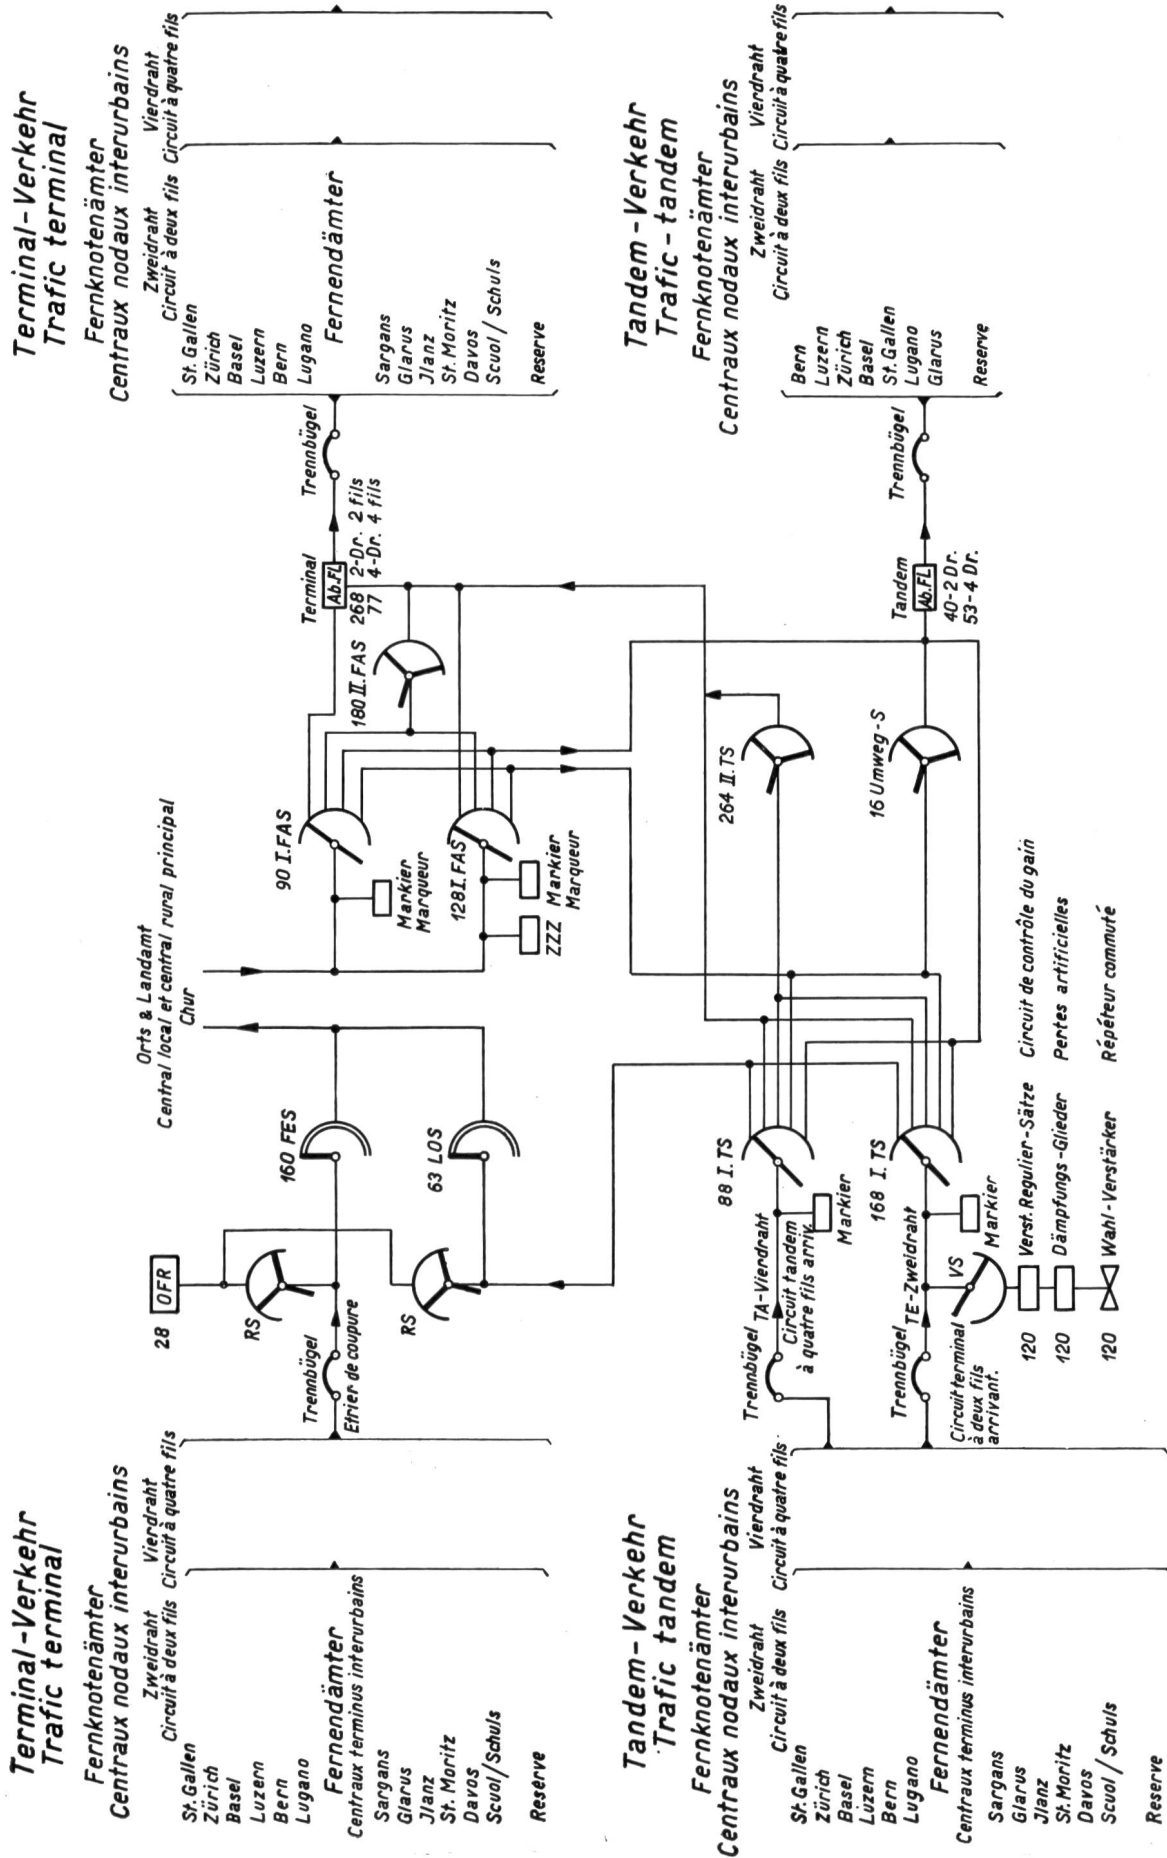 Terminal-Verkehr
Trafic terminal
Fernknotenämter
Centraux nodaux interurbains
Zweidraht Vierdraht
Circuit à deux fils Circuit à quatre fils
St. Gallen
Zürich
Basel
Luzern
Bern
Lugano
Fernendämter
Centraux terminus interurbains
Sargans
Glarus
Jlanz
St. Moritz
Davos
Scuol/Schuls
Reserve
Trennbügel
Etrier de coupure
28 OFR
RS
RS
160 FES
63 LOS
Orts & Landamt
Central local et central rural principal
Chur
90 I.FAS
Markier
Marqueur
128 I.FAS
ZZZ
Markier
Marqueur
180 II.FAS
Terminal
Ab.FL
268 2-Dr. 2 fils
77 4-Dr. 4 fils
Trennbügel
Terminal-Verkehr
Trafic terminal
Fernknotenämter
Centraux nodaux interurbains
Zweidraht Vierdraht
Circuit à deux fils Circuit à quatre fils
St. Gallen
Zürich
Basel
Luzern
Bern
Lugano
Fernendämter
Sargans
Glarus
Jlanz
St. Moritz
Davos
Scuol/Schuls
Reserve
Tandem-Verkehr
Trafic tandem
Fernknotenämter
Centraux nodaux interurbains
Zweidraht Vierdraht
Circuit à deux fils Circuit à quatre fils
St. Gallen
Zürich
Basel
Luzern
Bern
Lugano
Fernendämter
Centraux terminus interurbains
Sargans
Glarus
Jlanz
St. Moritz
Davos
Scuol/Schuls
Reserve
Trennbügel
TA-Vierdraht
Circuit tandem
à quatre fils arriv.
Markier
88 I.TS
Trennbügel
TE-Zweidraht
Circuit terminal
à deux fils
arrivant.
VS
Markier
168 I.TS
120 Verst. Regulier-Sätze Circuit de contrôle du gain
120 Dämpfungs-Glieder Pertes artificielles
120 Wahl-Verstärker Répéteur commuté
264 II.TS
16 Umweg-S
Tandem
Ab.FL
40-2 Dr.
53-4 Dr.
Trennbügel
Tandem-Verkehr
Trafic-tandem
Fernknotenämter
Centraux nodaux interurbains
Zweidraht Vierdraht
Circuit à deux fils Circuit à quatre fils
Bern
Luzern
Zürich
Basel
St. Gallen
Lugano
Glarus
Reserve